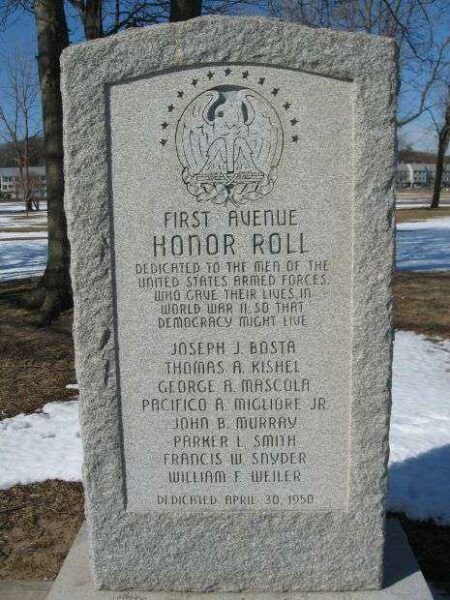 FIRST AVENUE
HONOR ROLL
DEDICATED TO THE MEN OF THE
UNITED STATES ARMED FORCES,
WHO GAVE THEIR LIVES IN
WORLD WAR II, SO THAT
DEMOCRACY MIGHT LIVE
JOSEPH J. BOSTA
THOMAS A. KISHEL
GEORGE A. MASCOLA
PACIFICO A. MIGLIORE JR.
JOHN B. MURRAY
PARKER L. SMITH
FRANCIS W. SNYDER
WILLIAM F. WEILER
DEDICATED APRIL 30, 1950